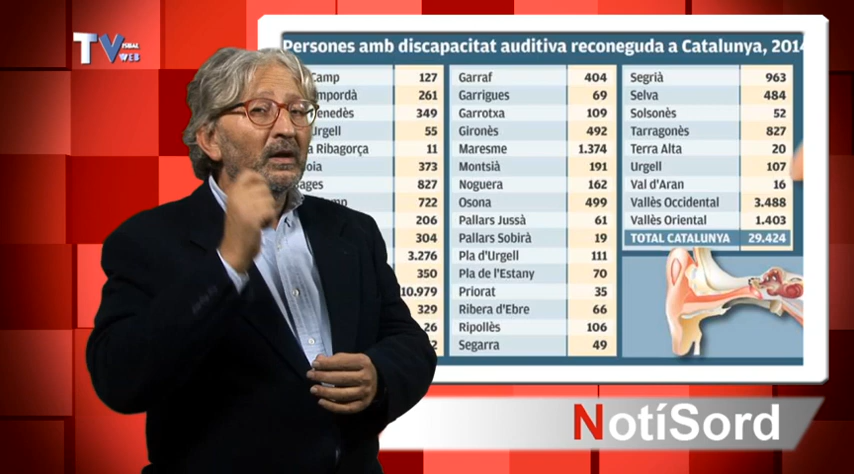 TVISUAL
WEB
Persones amb discapacitat auditiva reconeguda a Catalunya, 2014
Camp 127
261
349
Urgell 55
Ribagorça 11
373
827
722
206
304
3.276
350
10.979
329
26
Garraf 404
Garrigues 69
Garrotxa 109
Gironès 492
Maresme 1.374
Montsià 191
Noguera 162
Osona 499
Pallars Jussà 61
Pallars Sobirà 19
Pla d'Urgell 111
Pla de l'Estany 70
Priorat 35
Ribera d'Ebre 66
Ripollès 106
Segarra 49
Segrià 963
Selva 484
Solsonès 52
Tarragonès 827
Terra Alta 20
Urgell 107
Val d'Aran 16
Vallès Occidental 3.488
Vallès Oriental 1.403
TOTAL CATALUNYA 29.424
NotíSord